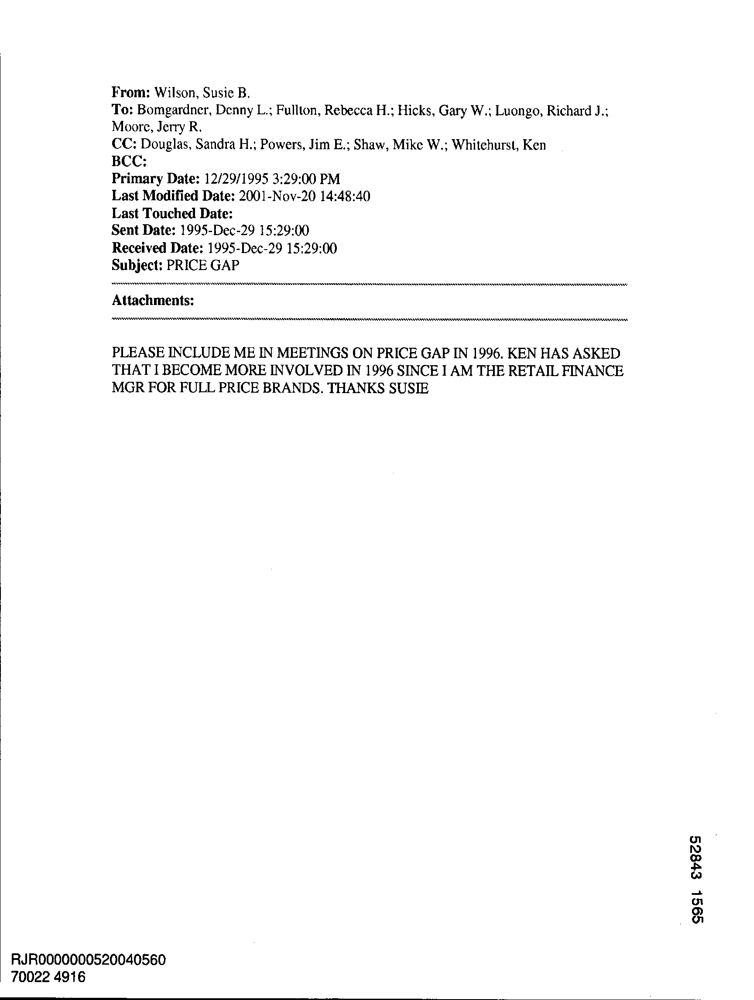 From: Wilson, Susie B.
To: Bomgardner, Denny L.; Fullton, Rebecca H.; Hicks, Gary W.; Luongo, Richard J.;
Moore, Jerry R.
CC: Douglas, Sandra H.; Powers, Jim E.; Shaw, Mike W.; Whitehurst, Ken
BCC:
Primary Date: 12/29/1995 3:29:00 PM
Last Modified Date: 2001-Nov-20 14:48:40
Last Touched Date:
Sent Date: 1995-Dec-29 15:29:00
Received Date: 1995-Dec-29 15:29:00
Subject: PRICE GAP
Attachments:
PLEASE INCLUDE ME IN MEETINGS ON PRICE GAP IN 1996. KEN HAS ASKED
THAT I BECOME MORE INVOLVED IN 1996 SINCE I AM THE RETAIL FINANCE
MGR FOR FULL PRICE BRANDS. THANKS SUSIE
52843 1565
RJR0000000520040560
70022 4916